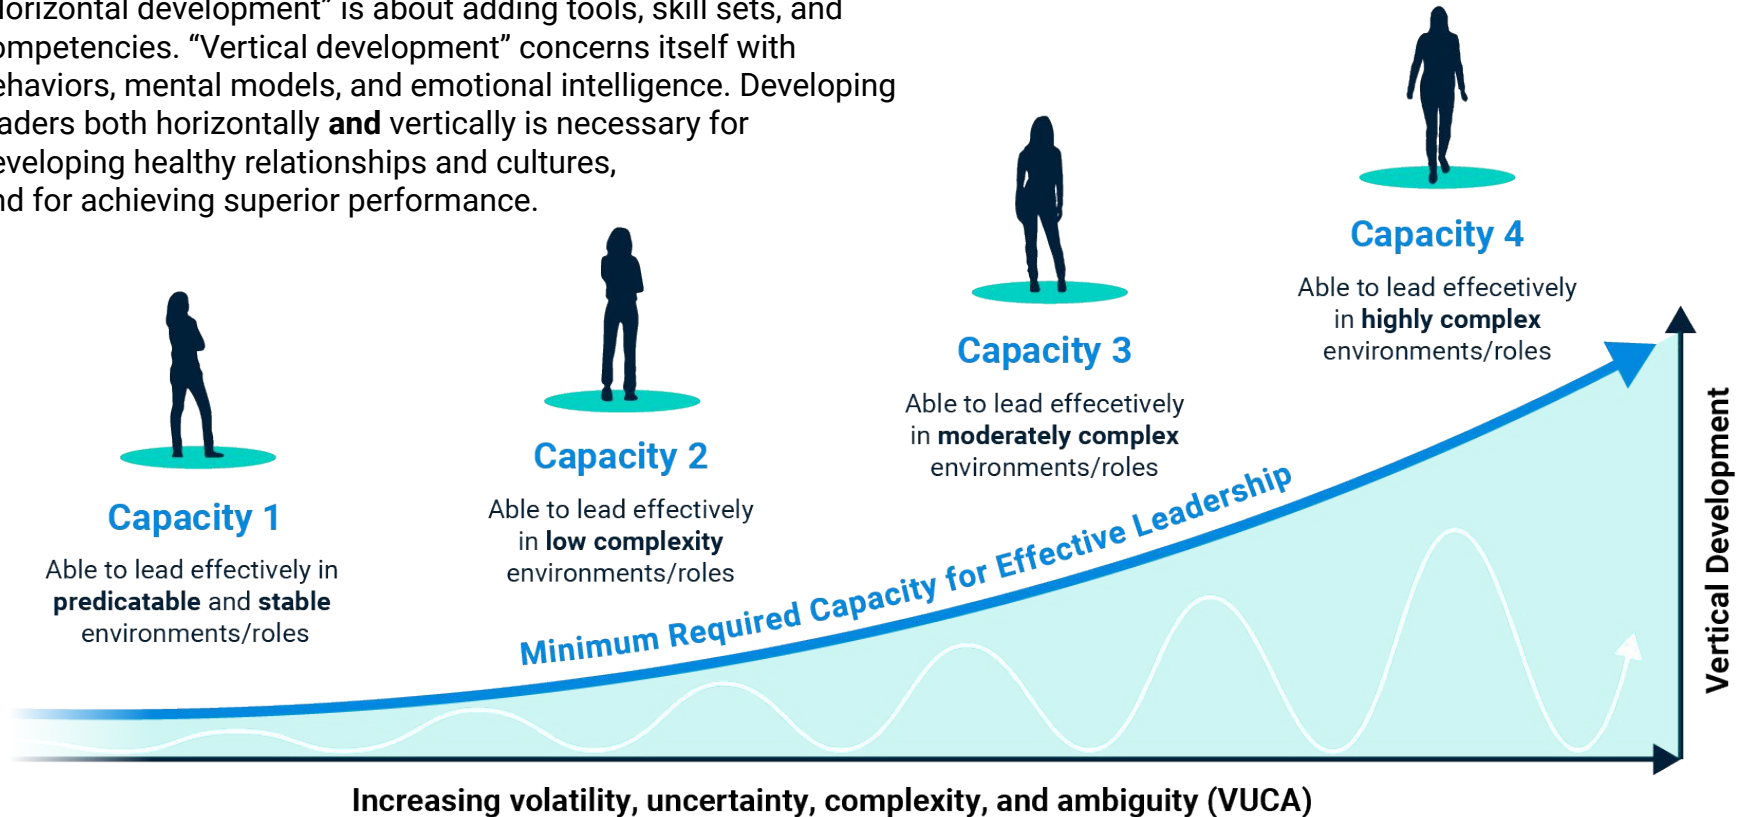 orizontal development” is about adding tools, skill sets, and
ompetencies. “Vertical development” concerns itself with
ehaviors, mental models, and emotional intelligence. Developing
aders both horizontally and vertically is necessary for
eveloping healthy relationships and cultures,
nd for achieving superior performance.
Capacity 1
Able to lead effectively in
predicatable and stable
environments/roles
Capacity 2
Able to lead effectively
in low complexity
environments/roles
Capacity 3
Able to lead effecetively
in moderately complex
environments/roles
Capacity 4
Able to lead effecetively
in highly complex
environments/roles
Minimum Required Capacity for Effective Leadership
Vertical Development
Increasing volatility, uncertainty, complexity, and ambiguity (VUCA)